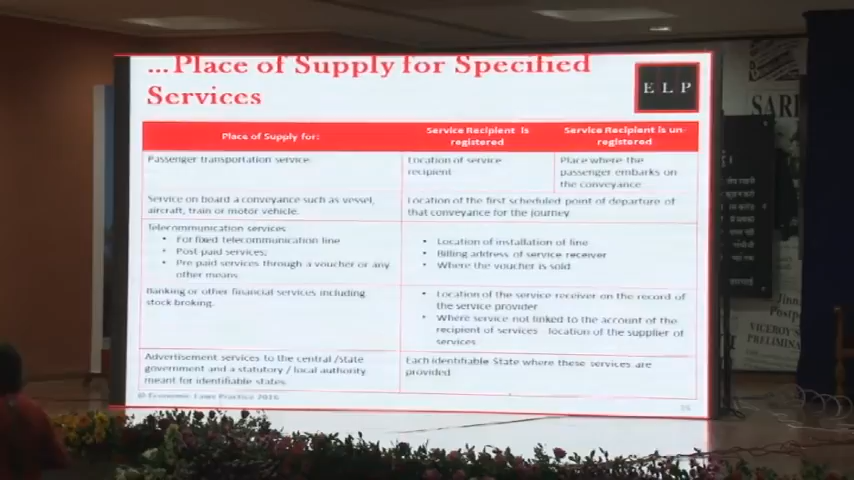 ...Place of Supply for Specified
Services
E L P
Place of Supply for:
Service Recipient is
registered
Service Recipient is un-
registered
Passenger transportation service:
Location of service
recipient
Place where the
passenger embarks on
the conveyance
Service on board a conveyance such as vessel,
aircraft, train or motor vehicle.
Location of the first scheduled point of departure of
that conveyance for the journey
Telecommunication services
• For fixed telecommunication line
• Post paid services;
• Pre paid services through a voucher or any
other means.
• Location of installation of line
• Billing address of service receiver
• Where the voucher is sold
Banking or other financial services including
stock broking.
• Location of the service receiver on the record of
the service provider
• Where service not linked to the account of the
recipient of services location of the supplier of
services
Advertisement services to the central /state
government and a statutory / local authority
meant for identifiable states.
Each identifiable State where these services are
provided
© Economic Laws Practice 2016
SARD
Jinn
Postp
VICEROY'S
PRELIMINA